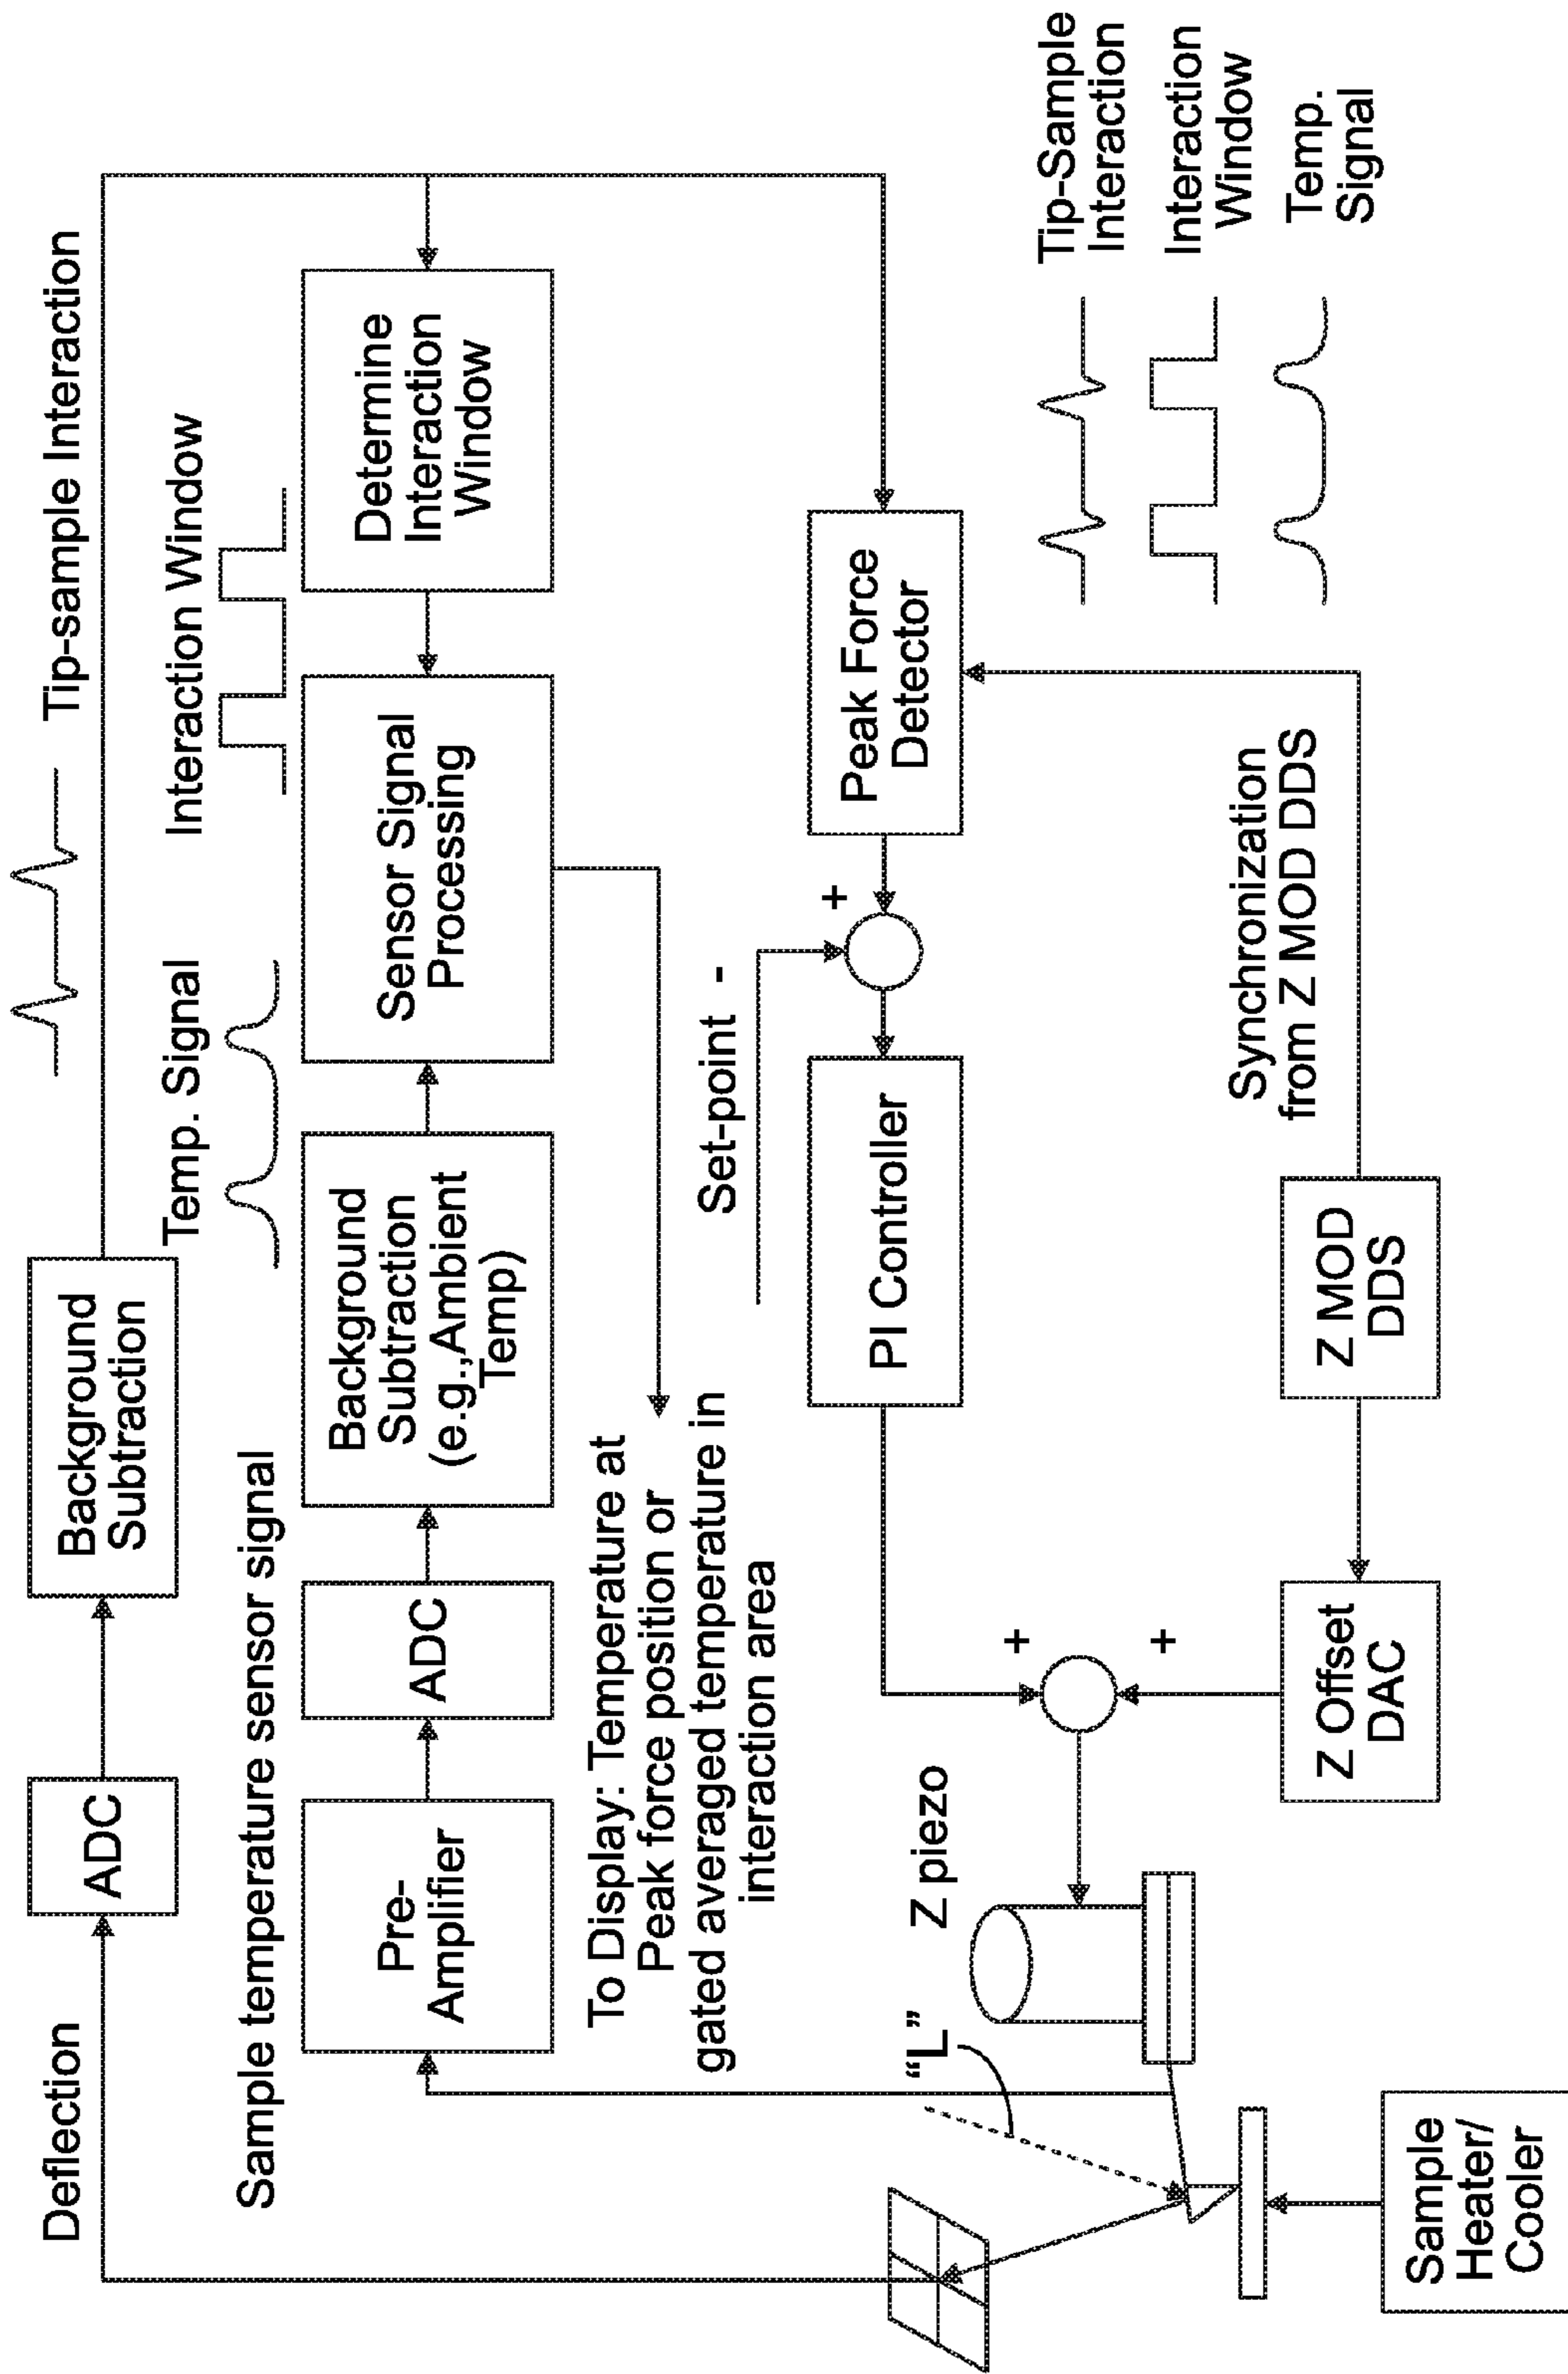 Deflection
ADC
Background
Subtraction
Tip-sample Interaction
Sample temperature sensor signal
Temp. Signal
Interaction Window
Pre-
Amplifier
ADC
Background
Subtraction
(e.g.,Ambient
Temp)
Sensor Signal
Processing
Determine
Interaction
Window
To Display: Temperature at
Peak force position or
gated averaged temperature in
interaction area
Set-point -
+
"L"
Z piezo
PI Controller
Peak Force
Detector
+
+
Tip-Sample
Interaction
Interaction
Window
Temp.
Signal
Synchronization
from Z MOD DDS
Z Offset
DAC
Z MOD
DDS
Sample
Heater/
Cooler